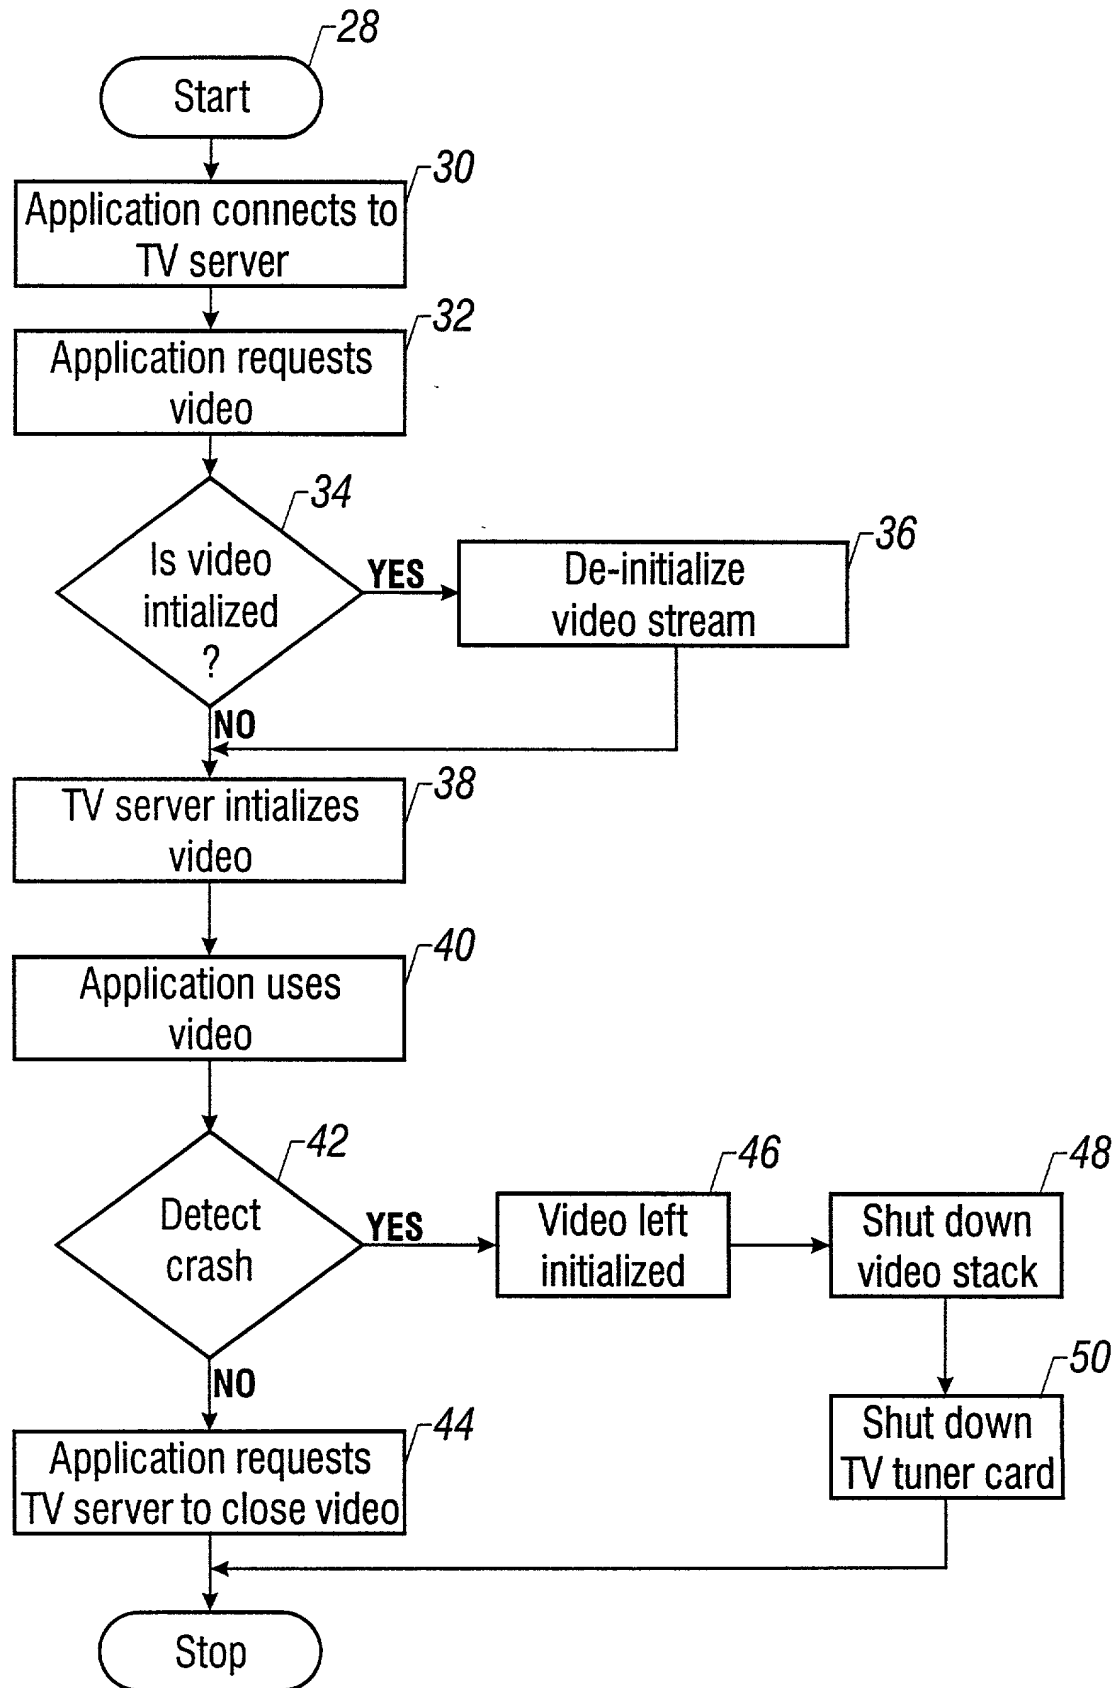 28
Start
30
Application connects to
TV server
32
Application requests
video
34
Is video
intialized
?
YES
36
De-initialize
video stream
NO
38
TV server intializes
video
40
Application uses
video
42
Detect
crash
YES
46
Video left
initialized
48
Shut down
video stack
50
Shut down
TV tuner card
NO
44
Application requests
TV server to close video
Stop